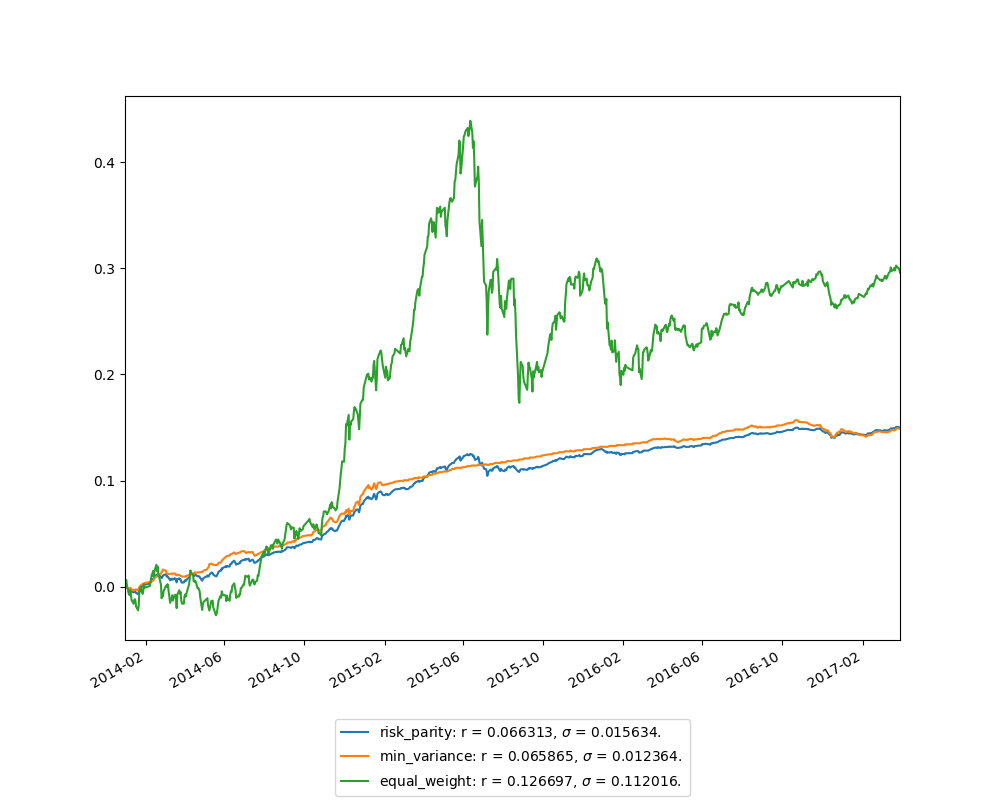 0.4
0.3
0.2
0.1
0.0
2014-02 2014-06 2014-10 2015-02 2015-06 2015-10 2016-02 2016-06 2016-10 2017-02
risk_parity: r = 0.066313, σ = 0.015634.
min_variance: r = 0.065865, σ = 0.012364.
equal_weight: r = 0.126697, σ = 0.112016.